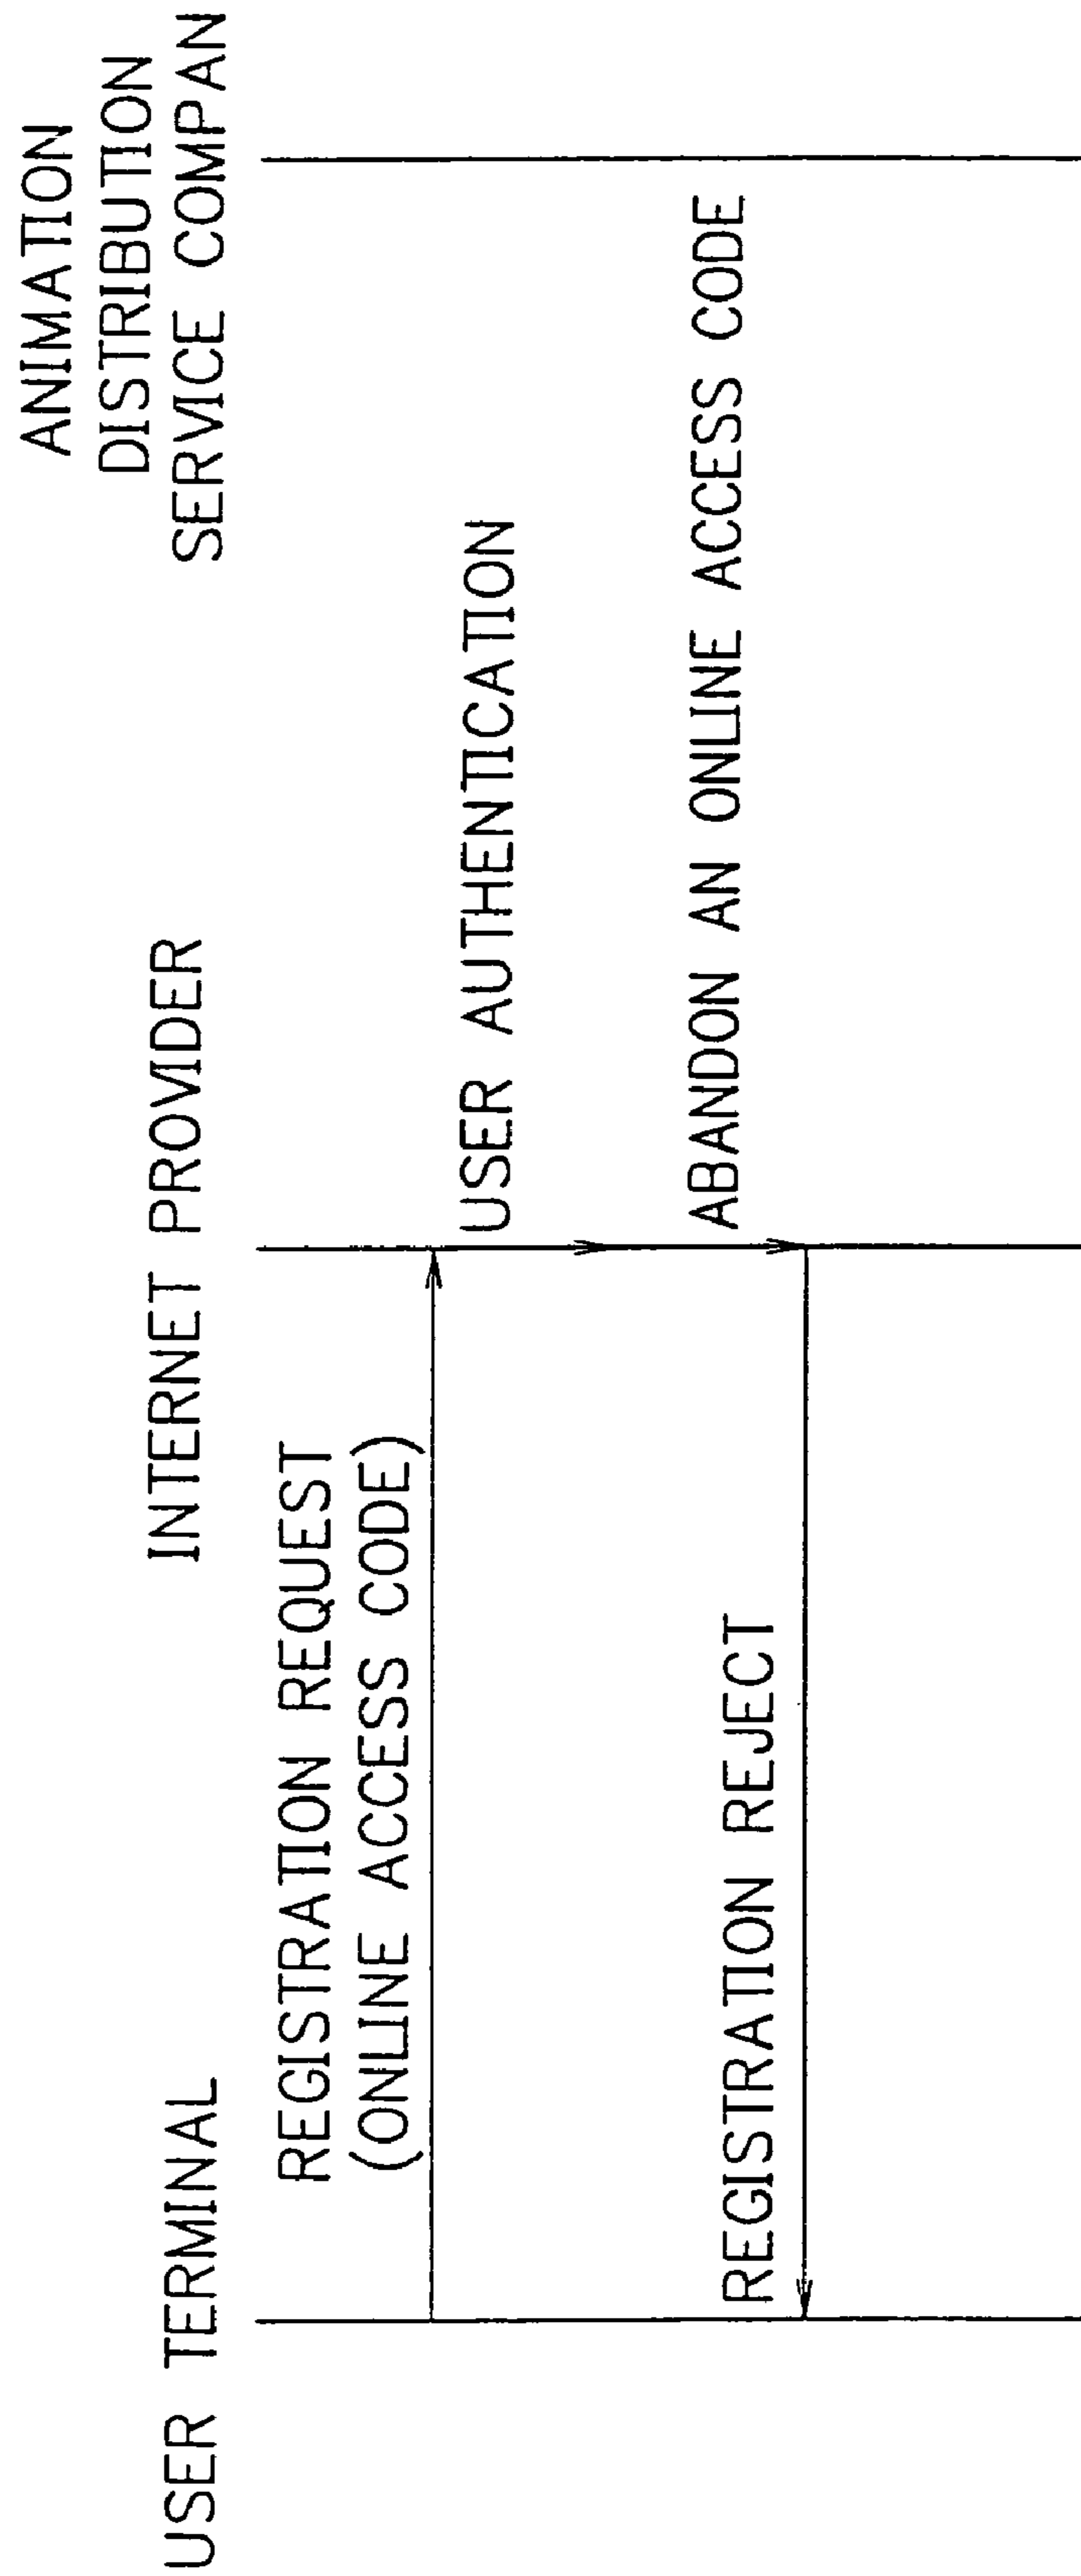 USER TERMINAL
INTERNET PROVIDER
ANIMATION
DISTRIBUTION
SERVICE COMPAN
REGISTRATION REQUEST
(ONLINE ACCESS CODE)
USER AUTHENTICATION
ABANDON AN ONLINE ACCESS CODE
REGISTRATION REJECT